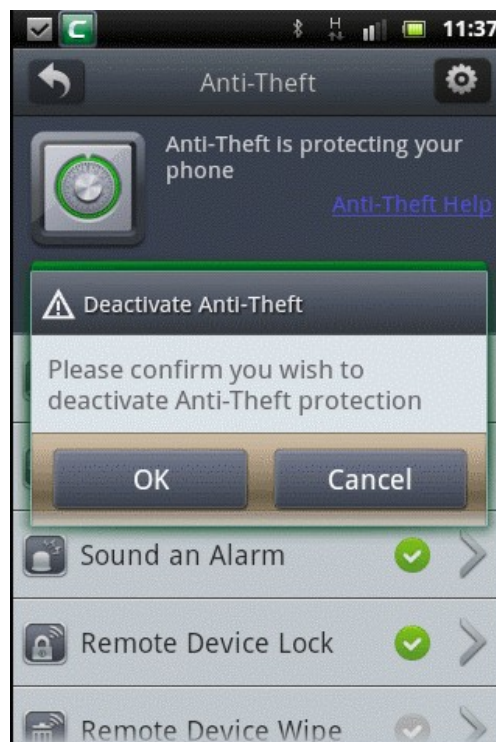 H 11:37
Anti-Theft
Anti-Theft is protecting your
phone
Anti-Theft Help
Deactivate Anti-Theft
Please confirm you wish to
deactivate Anti-Theft protection
OK Cancel
Sound an Alarm
Remote Device Lock
Remote Device Wipe